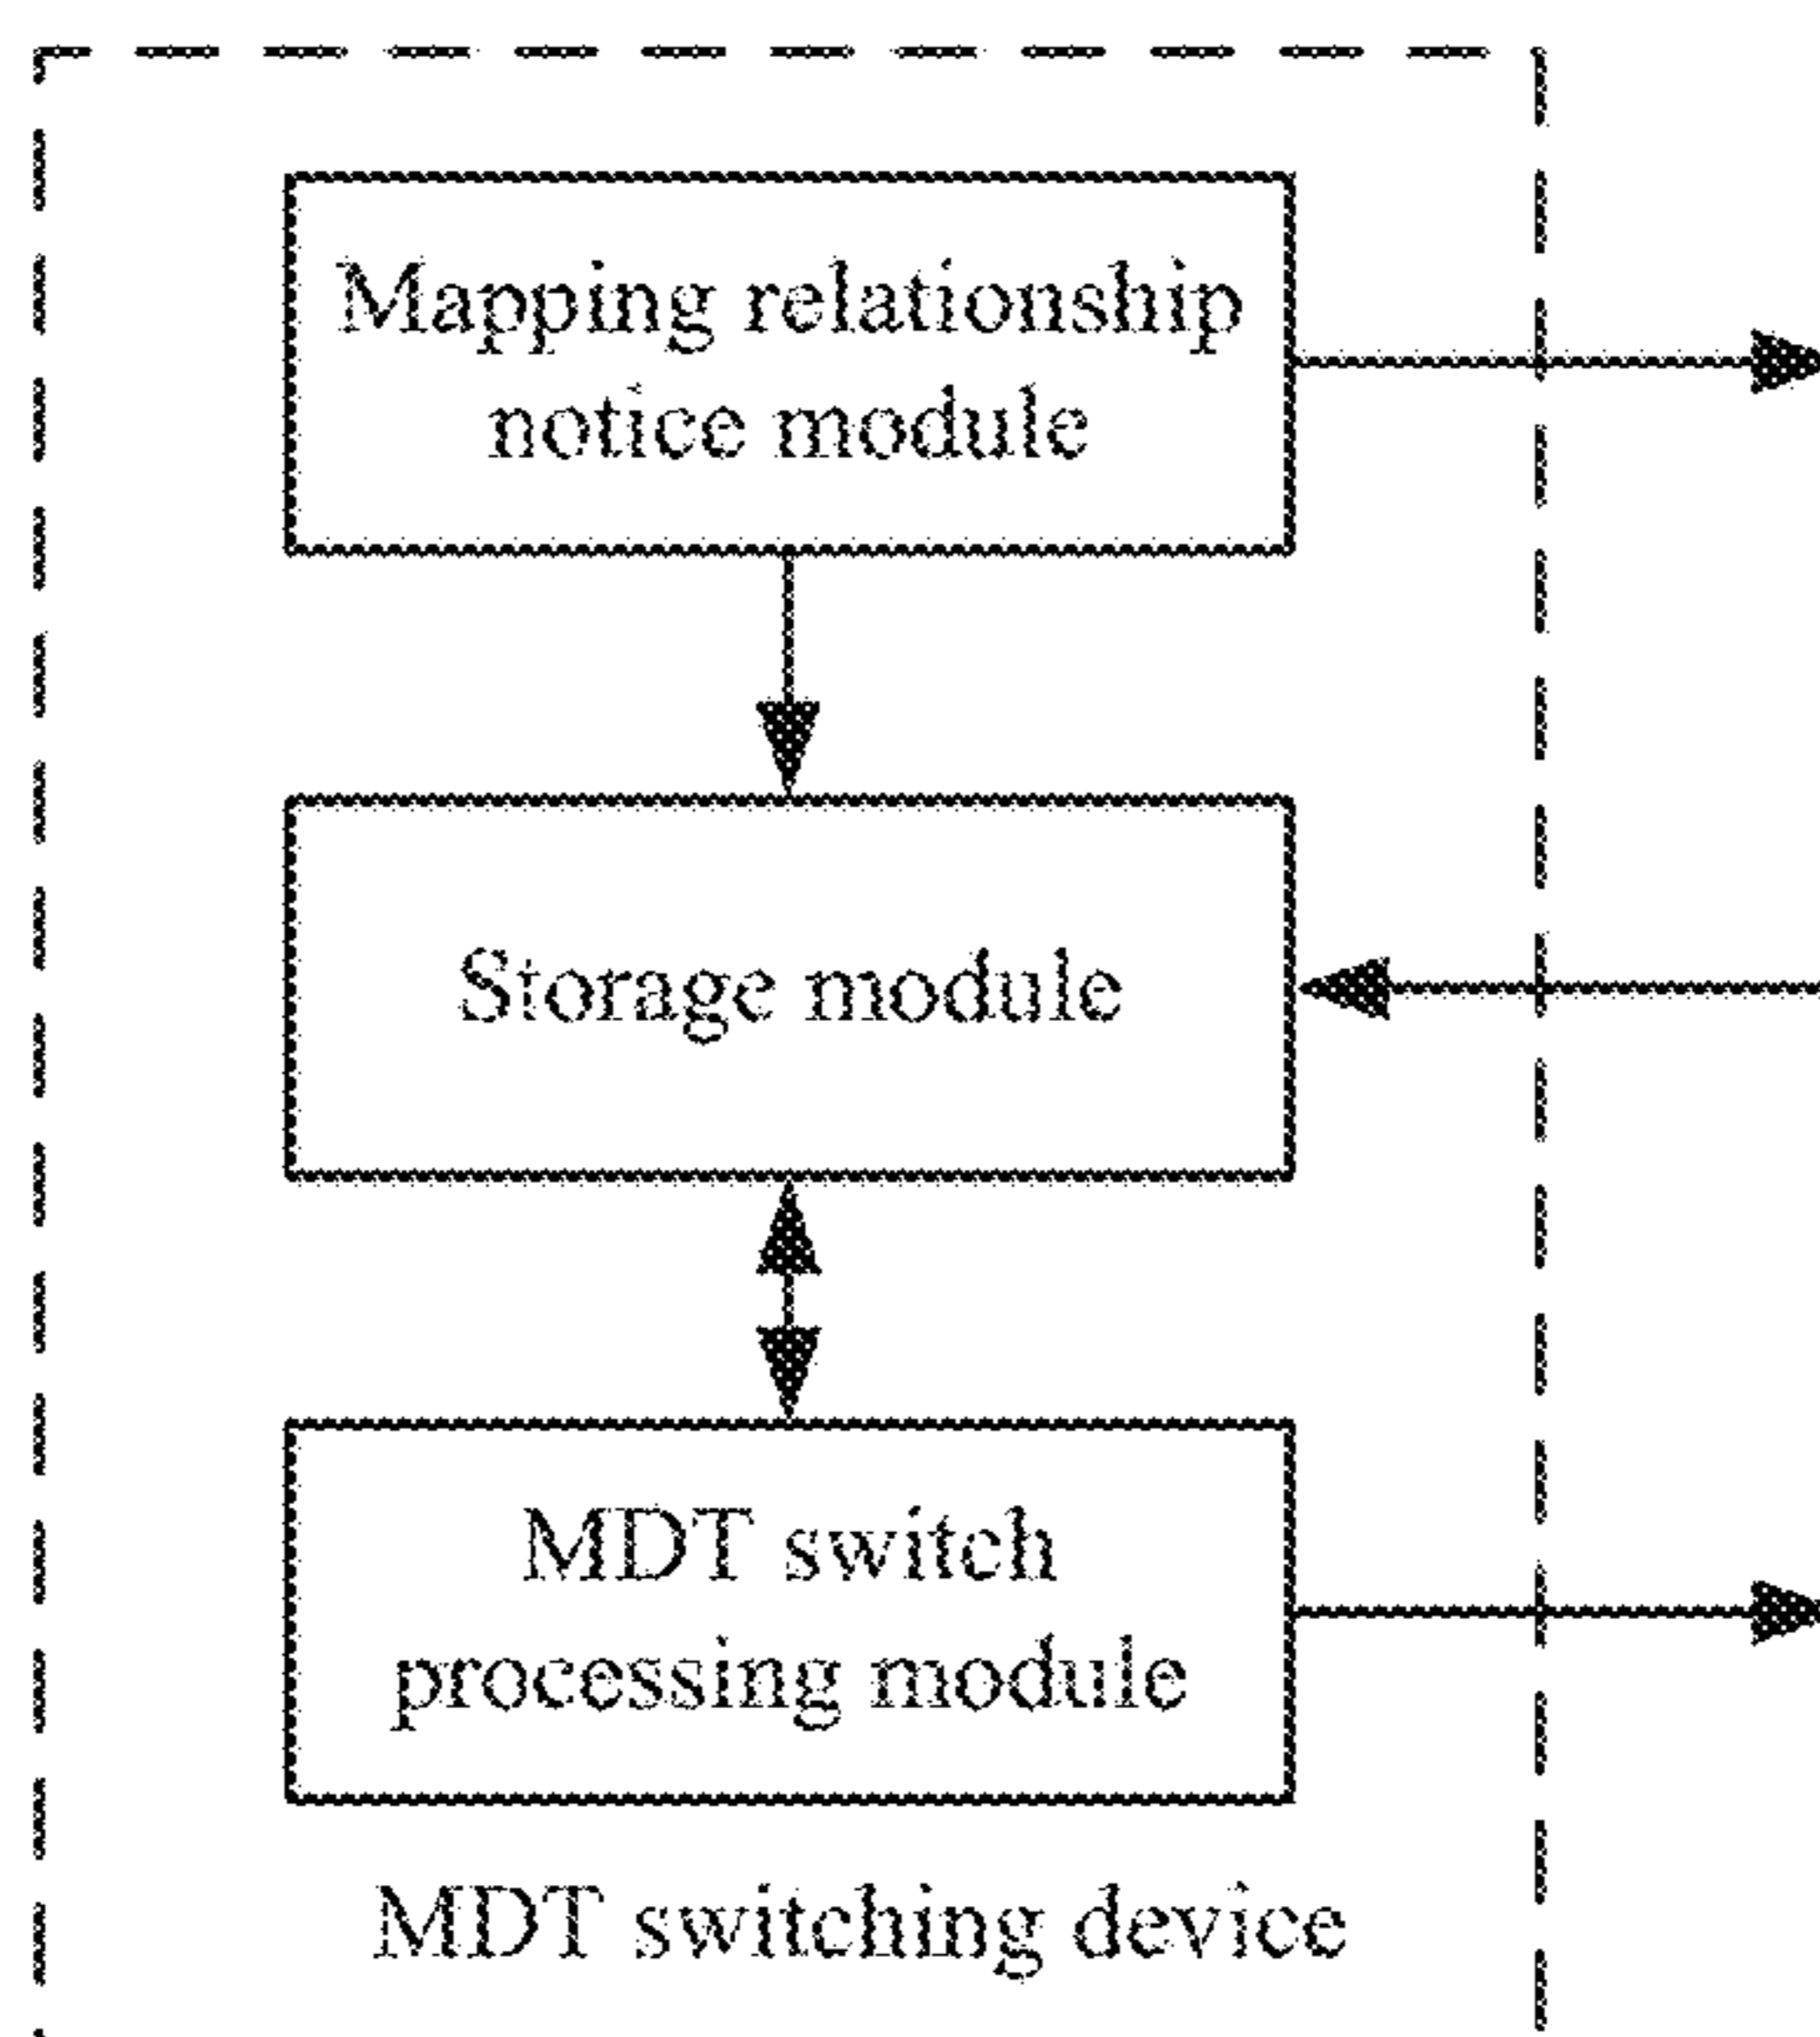 Mapping relationship
notice module
Storage module
MDT switch
processing module
MDT switching device